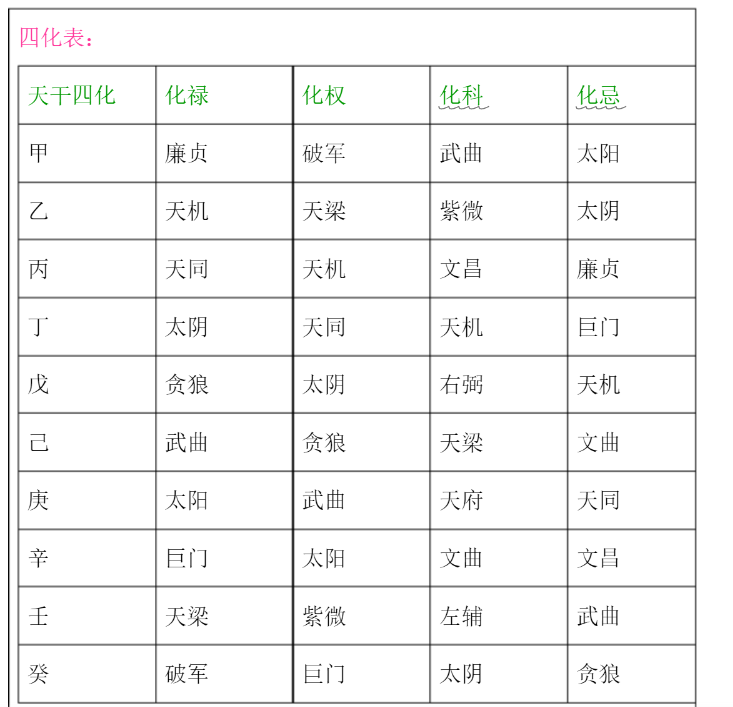 四化表：
天干四化 化禄 化权 化科 化忌
甲 廉贞 破军 武曲 太阳
乙 天机 天梁 紫微 太阴
丙 天同 天机 文昌 廉贞
丁 太阴 天同 天机 巨门
戊 贪狼 太阴 右弼 天机
己 武曲 贪狼 天梁 文曲
庚 太阳 武曲 天府 天同
辛 巨门 太阳 文曲 文昌
壬 天梁 紫微 左辅 武曲
癸 破军 巨门 太阴 贪狼